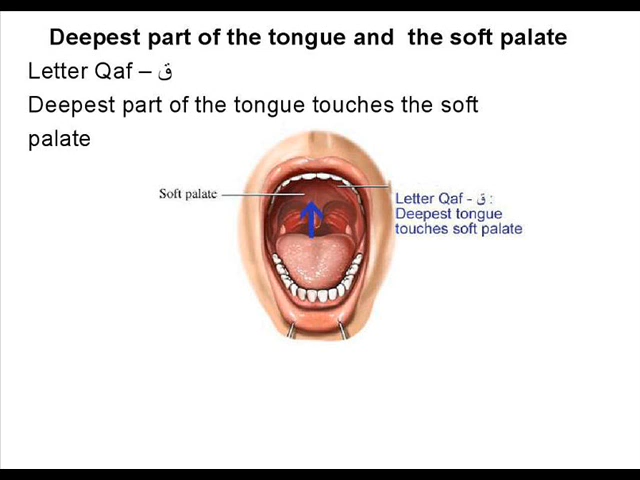 Deepest part of the tongue and  the soft palate
Letter Qaf – ق
Deepest part of the tongue touches the soft
palate
Soft palate
Letter Qaf - ق :
Deepest tongue
touches soft palate